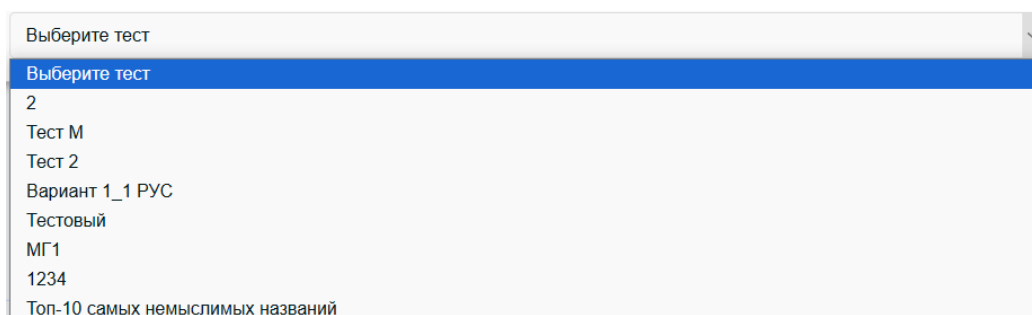 Выберите тест
Выберите тест
2
Тест М
Тест 2
Вариант 1_1 РУС
Тестовый
МГ1
1234
Топ-10 самых немыслимых названий